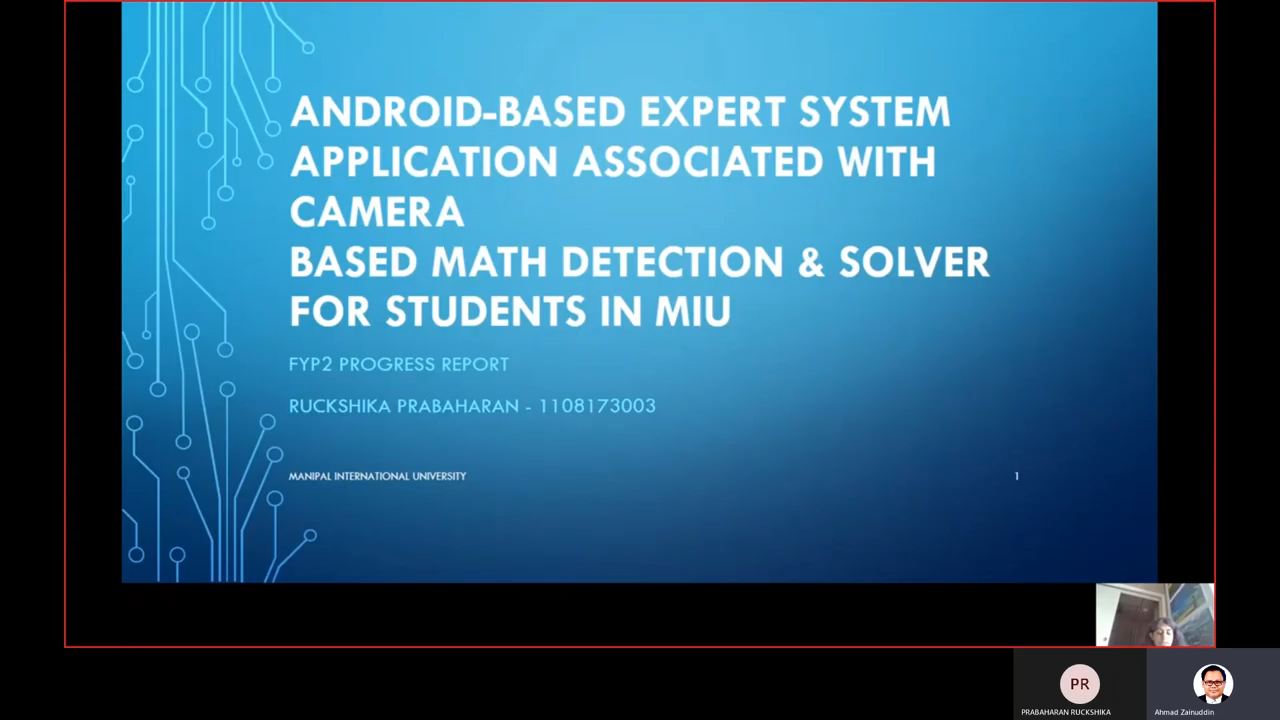 ANDROID-BASED EXPERT SYSTEM
APPLICATION ASSOCIATED WITH
CAMERA
BASED MATH DETECTION & SOLVER
FOR STUDENTS IN MIU
FYP2 PROGRESS REPORT
RUCKSHIKA PRABAHARAN - 1108173003
MANIPAL INTERNATIONAL UNIVERSITY
1
PR
PRABAHARAN RUCKSHIKA
Ahmad Zainuddin